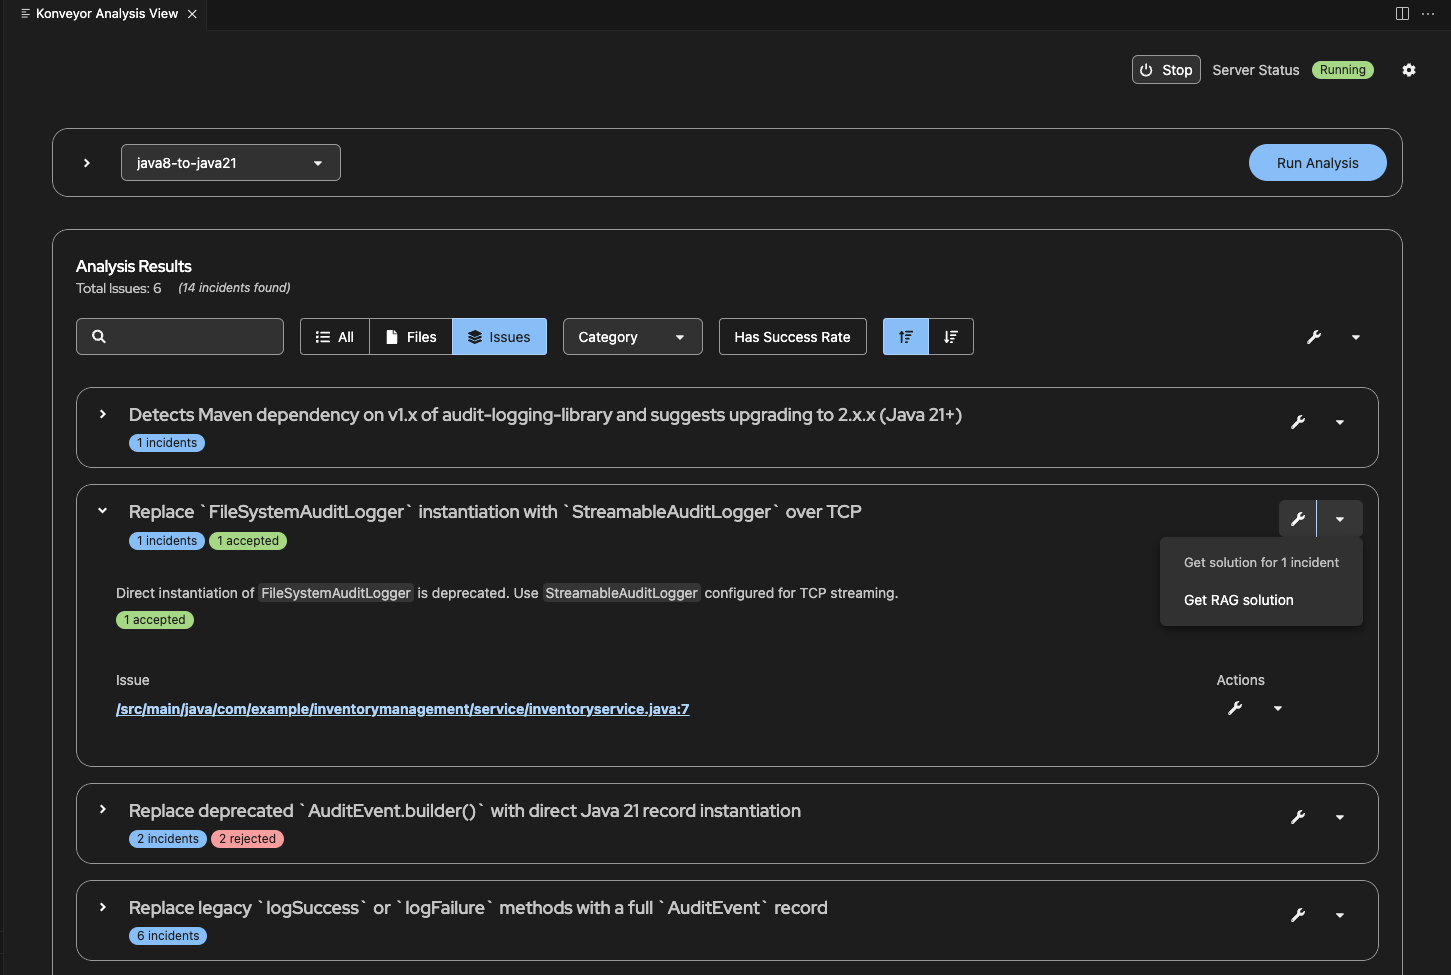 Konveyor Analysis View
Stop
Server Status
Running
java8-to-java21
Run Analysis
Analysis Results
Total Issues: 6 (14 incidents found)
All
Files
Issues
Category
Has Success Rate
Detects Maven dependency on v1.x of audit-logging-library and suggests upgrading to 2.x.x (Java 21+)
1 incidents
Replace `FileSystemAuditLogger` instantiation with `StreamableAuditLogger` over TCP
1 incidents
1 accepted
Get solution for 1 incident
Get RAG solution
Direct instantiation of FileSystemAuditLogger is deprecated. Use StreamableAuditLogger configured for TCP streaming.
1 accepted
Issue
Actions
/src/main/java/com/example/inventorymanagement/service/inventoryservice.java:7
Replace deprecated `AuditEvent.builder()` with direct Java 21 record instantiation
2 incidents
2 rejected
Replace legacy `logSuccess` or `logFailure` methods with a full `AuditEvent` record
6 incidents